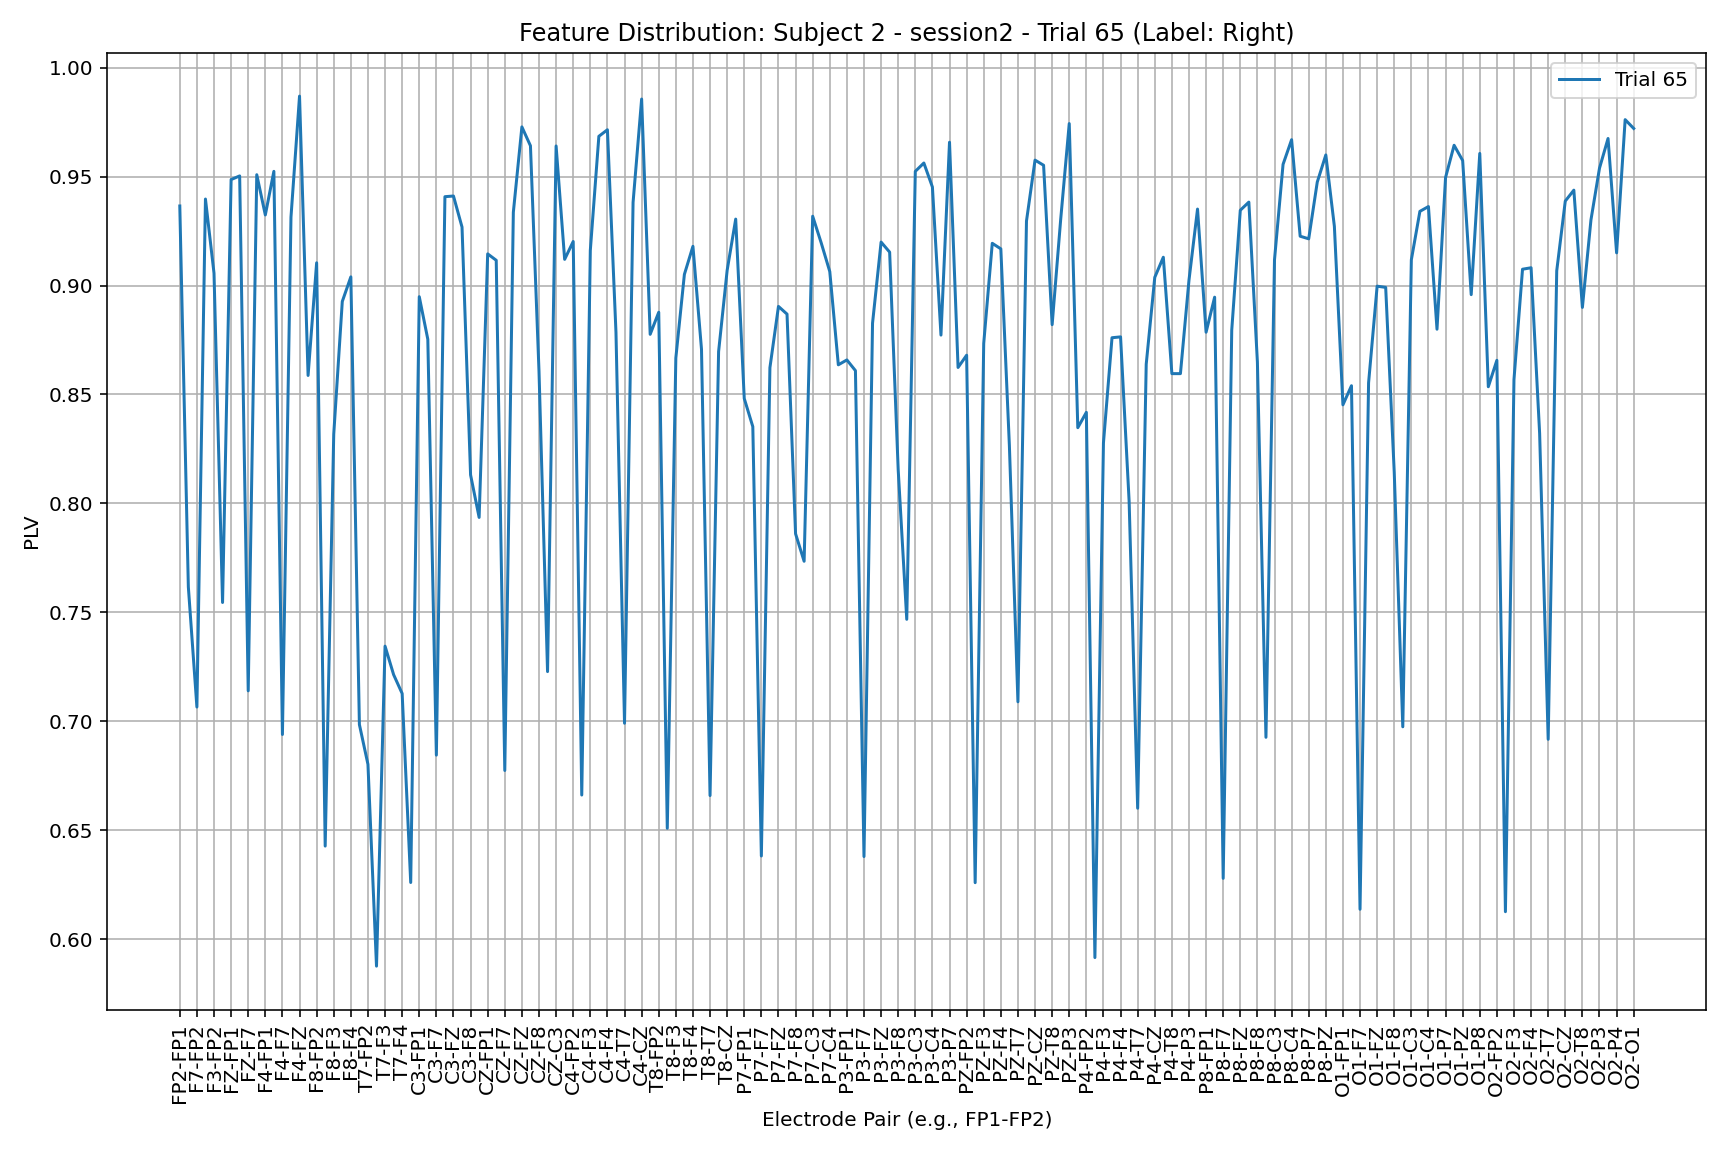 Feature Distribution: Subject 2 - session2 - Trial 65 (Label: Right)
Trial 65
1.00
0.95
0.90
0.85
0.80
0.75
0.70
0.65
0.60
PLV
FP2-FP1
F7-FP2
F3-FP2
FZ-FP1
FZ-F7
F4-FP1
F4-F7
F4-FZ
F8-FP2
F8-F3
F8-F4
T7-FP2
T7-F3
T7-F4
C3-FP1
C3-F7
C3-FZ
C3-F8
CZ-FP1
CZ-F7
CZ-FZ
CZ-F8
CZ-C3
C4-FP2
C4-F3
C4-F4
C4-T7
C4-CZ
T8-FP2
T8-F3
T8-F4
T8-T7
T8-CZ
P7-FP1
P7-F7
P7-FZ
P7-F8
P7-C3
P7-C4
P3-FP1
P3-F7
P3-FZ
P3-F8
P3-C3
P3-C4
P3-P7
PZ-FP2
PZ-F3
PZ-F4
PZ-T7
PZ-CZ
PZ-T8
PZ-P3
P4-FP2
P4-F3
P4-F4
P4-T7
P4-CZ
P4-T8
P4-P3
P8-FP1
P8-F7
P8-FZ
P8-F8
P8-C3
P8-C4
P8-P7
P8-PZ
O1-FP1
O1-F7
O1-FZ
O1-F8
O1-C3
O1-C4
O1-P7
O1-PZ
O1-P8
O2-FP2
O2-F3
O2-F4
O2-T7
O2-CZ
O2-T8
O2-P3
O2-P4
O2-O1
Electrode Pair (e.g., FP1-FP2)